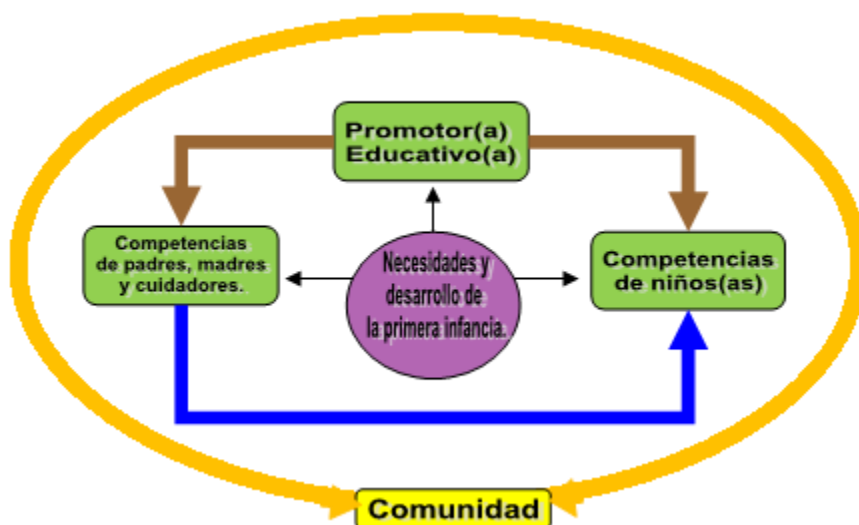 Promotor(a)
Educativo(a)
Competencias
de padres, madres
y cuidadores.
Necesidades y
desarrollo de
la primera infancia.
Competencias
de niños(as)
Comunidad